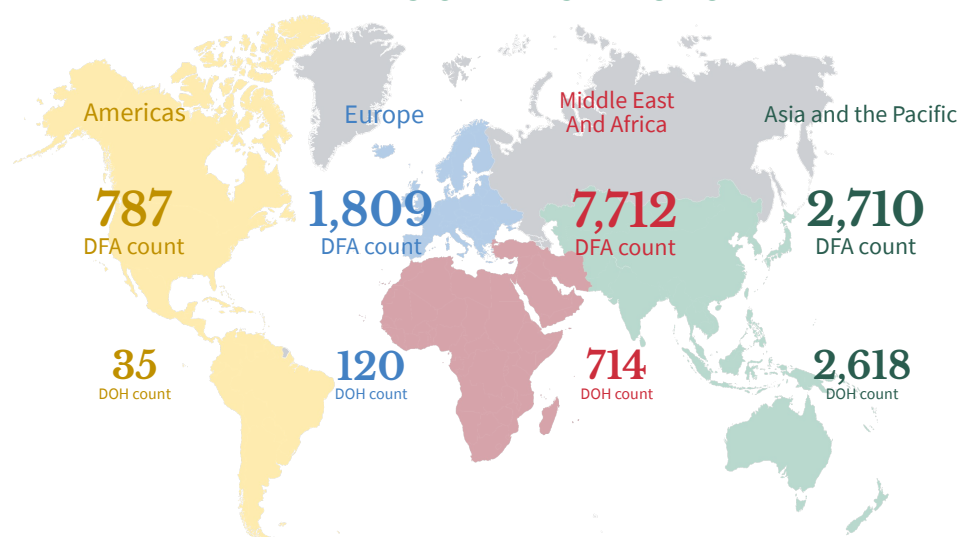 Americas
787
DFA count
35
DOH count
Europe
1,809
DFA count
120
DOH count
Middle East
And Africa
7,712
DFA count
714
DOH count
Asia and the Pacific
2,710
DFA count
2,618
DOH count